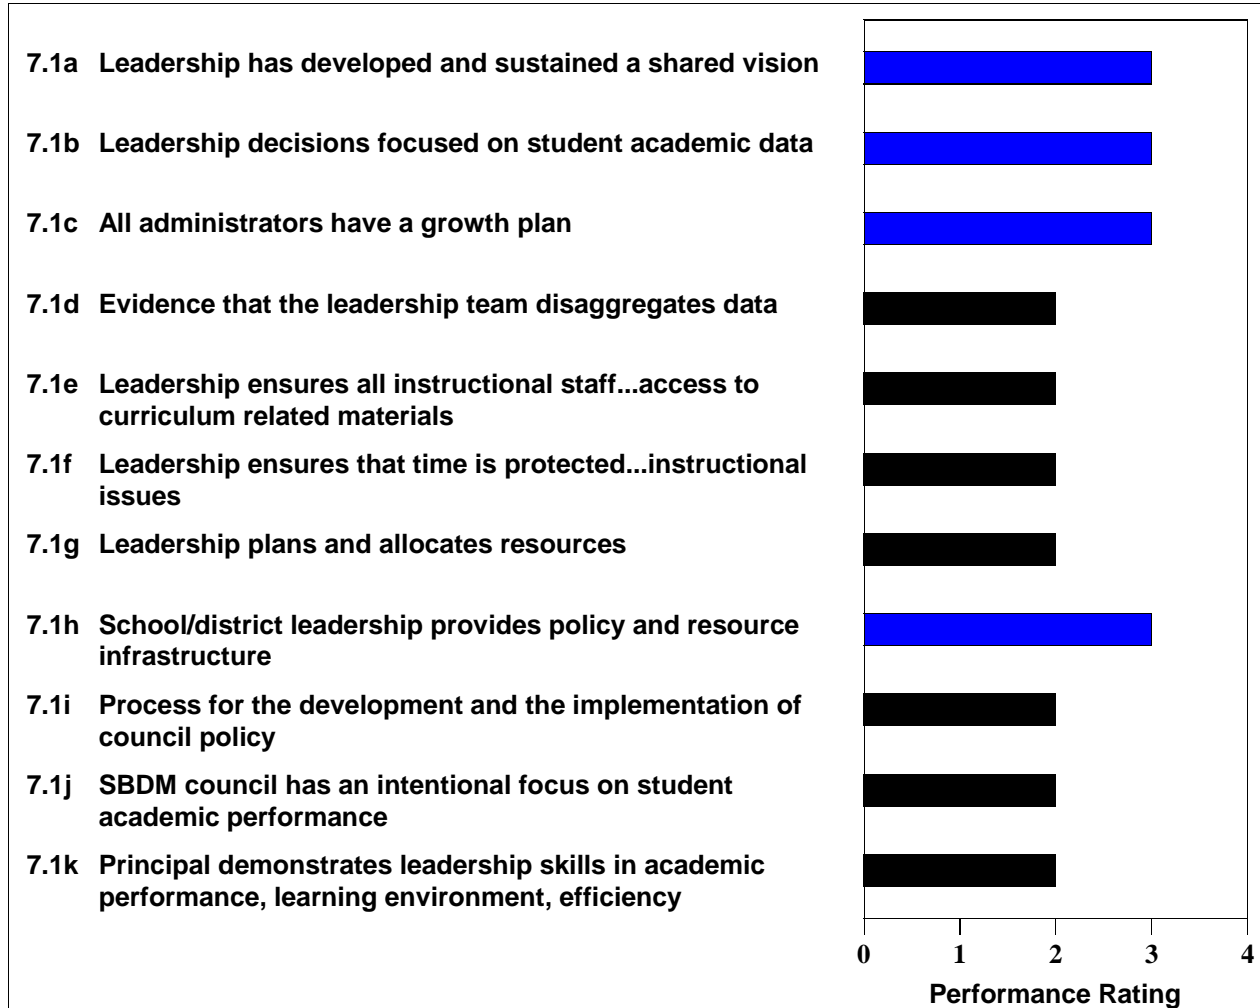 7.1a Leadership has developed and sustained a shared vision
7.1b Leadership decisions focused on student academic data
7.1c All administrators have a growth plan
7.1d Evidence that the leadership team disaggregates data
7.1e Leadership ensures all instructional staff...access to
curriculum related materials
7.1f Leadership ensures that time is protected...instructional
issues
7.1g Leadership plans and allocates resources
7.1h School/district leadership provides policy and resource
infrastructure
7.1i Process for the development and the implementation of
council policy
7.1j SBDM council has an intentional focus on student
academic performance
7.1k Principal demonstrates leadership skills in academic
performance, learning environment, efficiency
0 1 2 3 4
Performance Rating